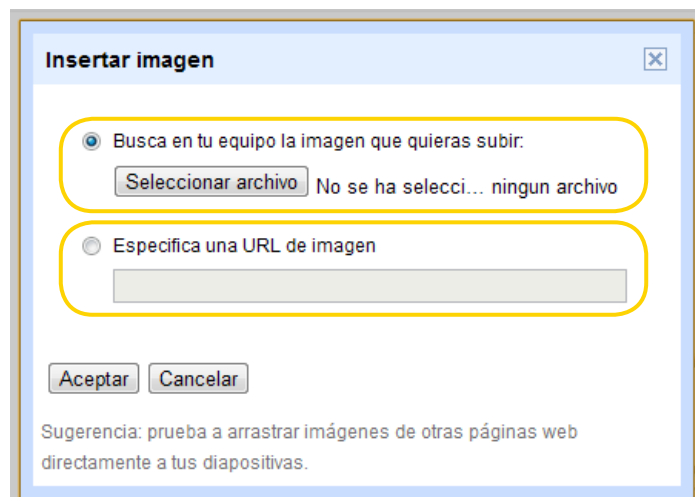 Insertar imagen
Busca en tu equipo la imagen que quieras subir:
Seleccionar archivo No se ha selecci... ningun archivo
Especifica una URL de imagen
Aceptar Cancelar
Sugerencia: prueba a arrastrar imágenes de otras páginas web
directamente a tus diapositivas.